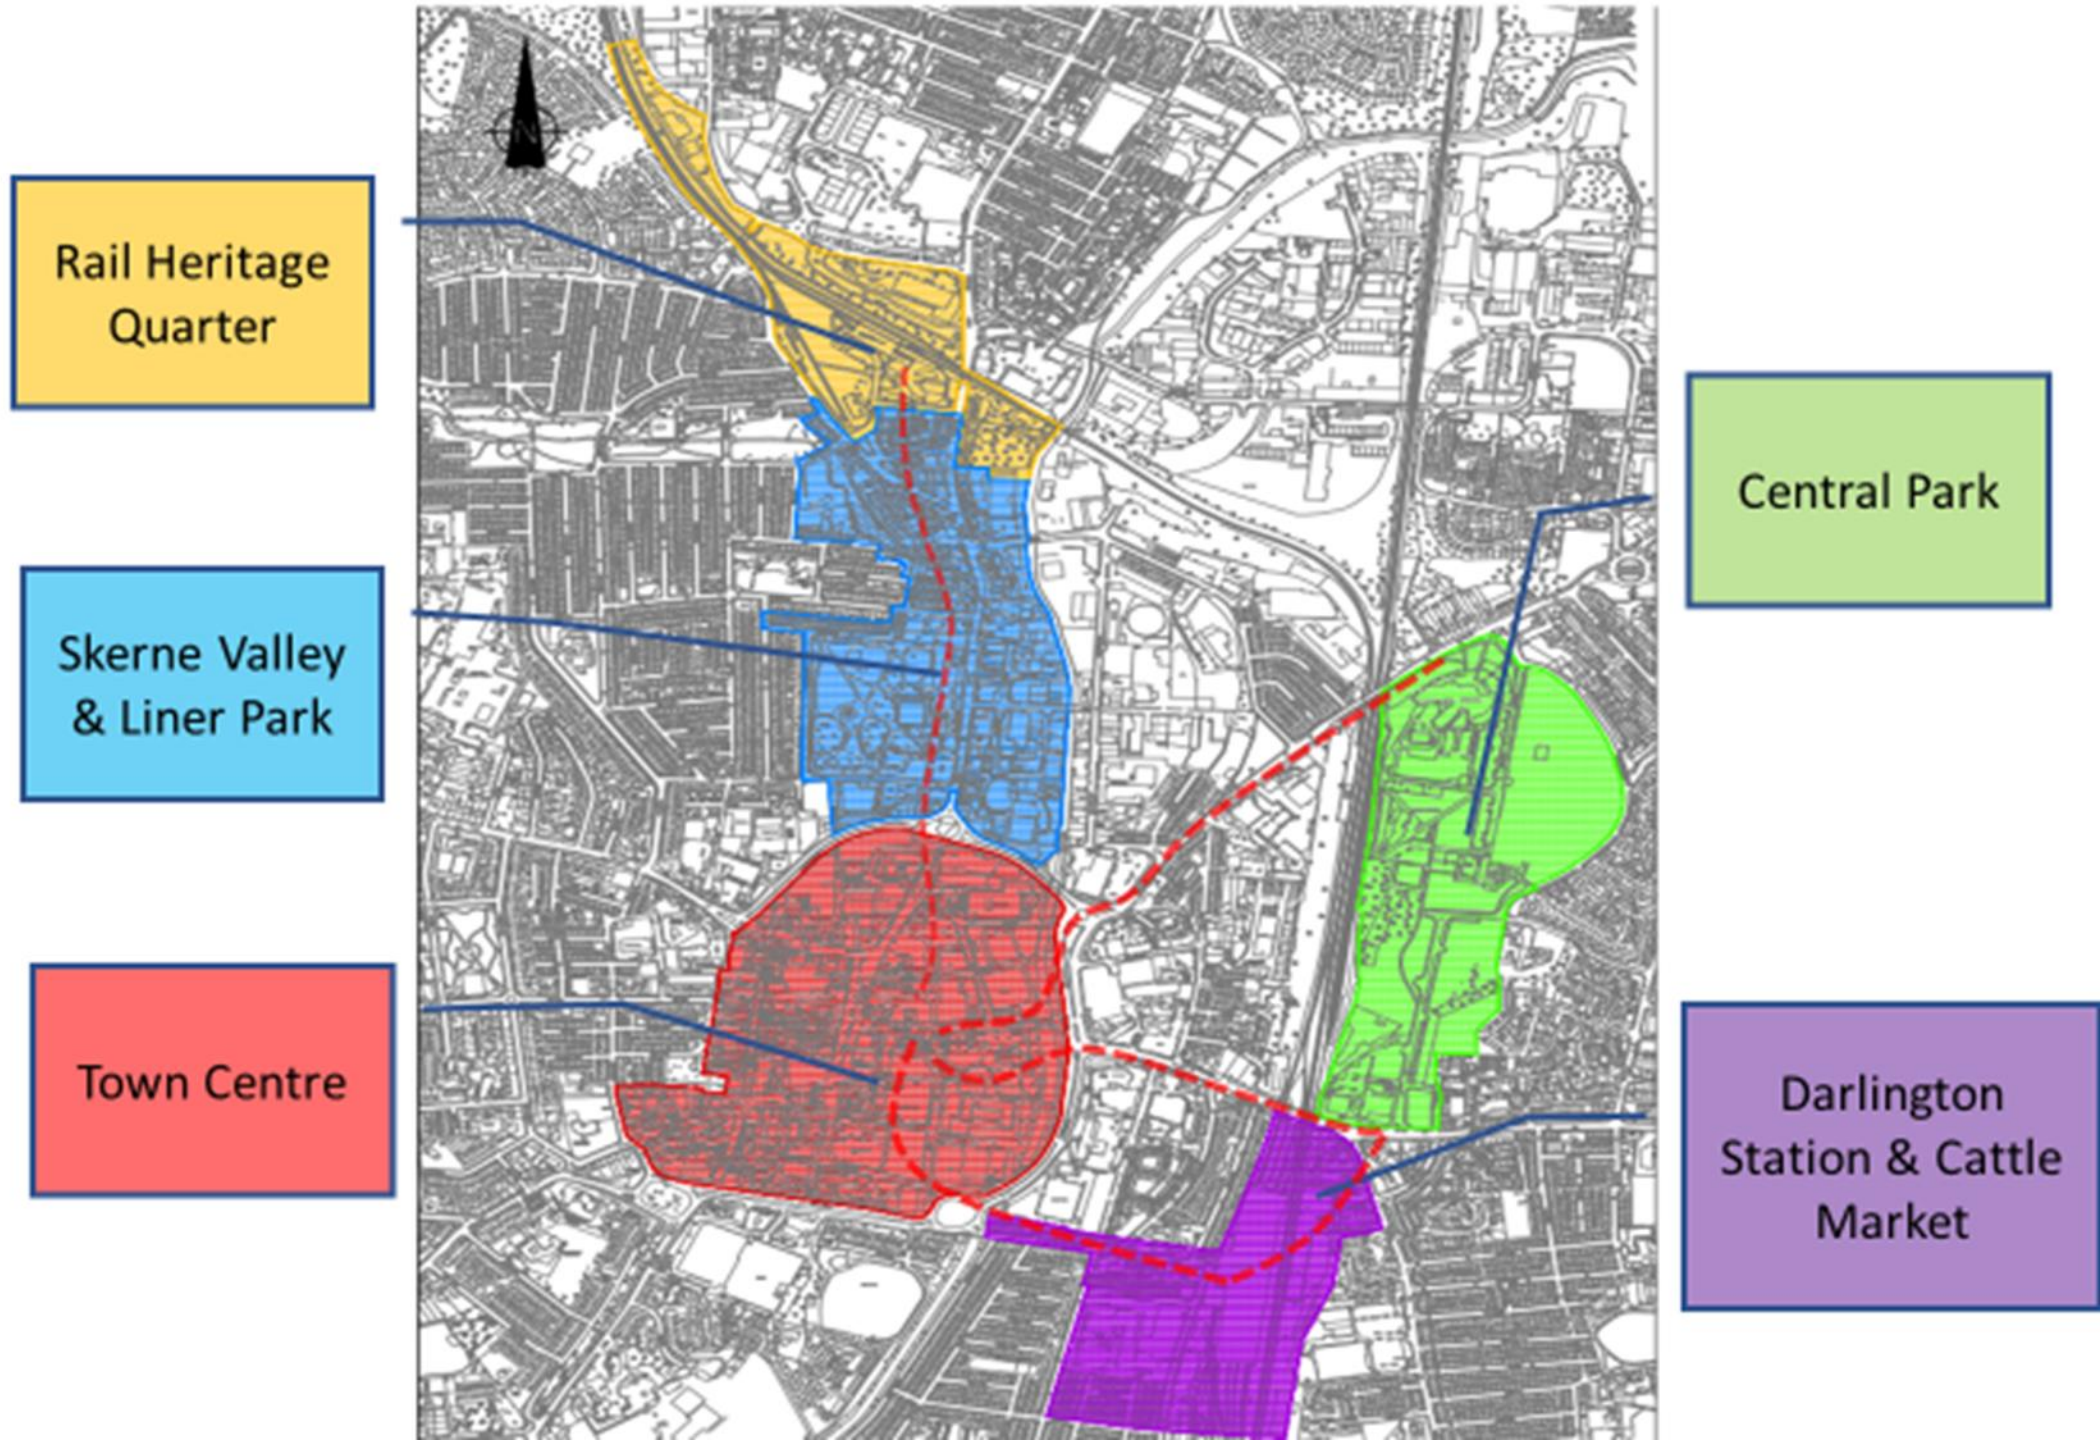 N
Rail Heritage
Quarter
Skerne Valley
& Liner Park
Town Centre
Central Park
Darlington
Station & Cattle
Market